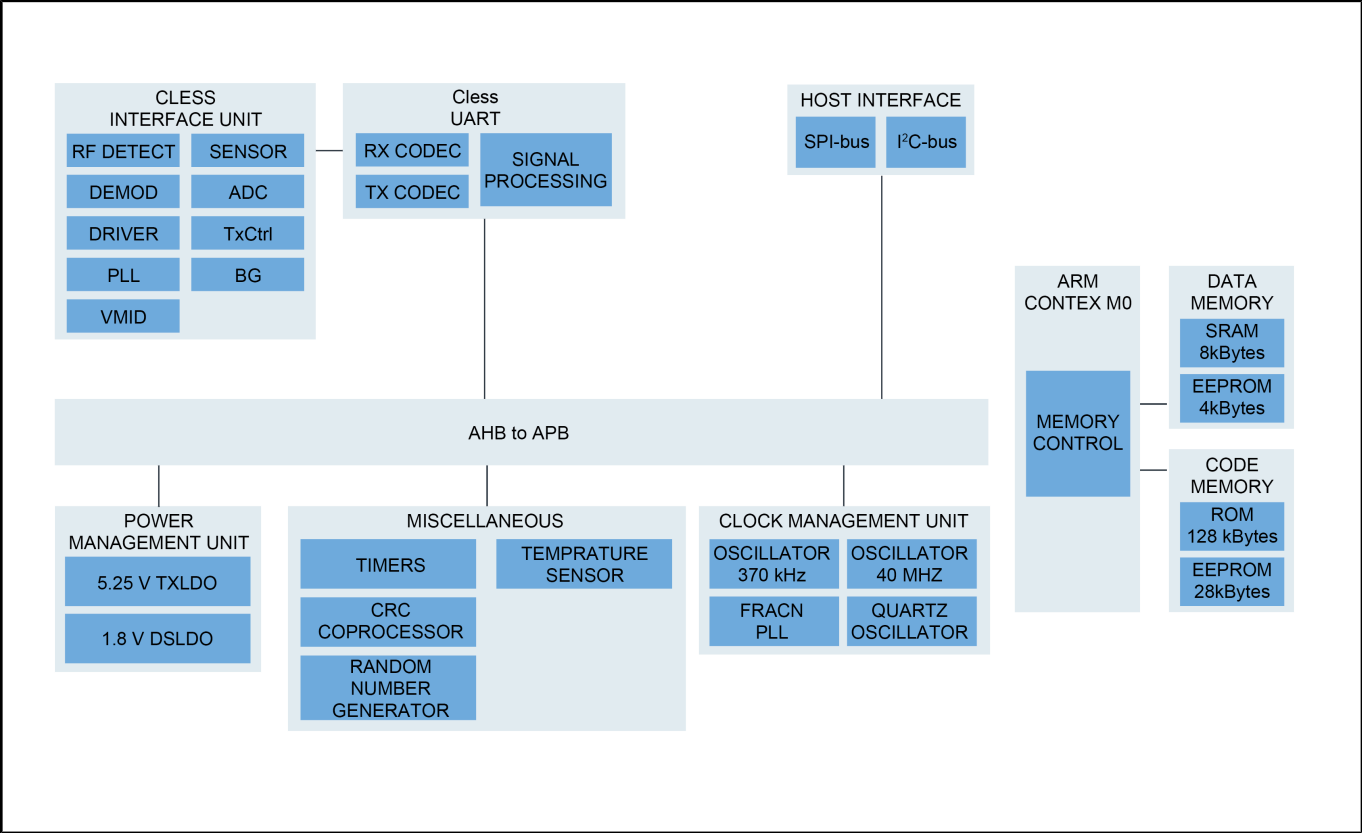 CLESS
INTERFACE UNIT
RF DETECT
SENSOR
DEMOD
ADC
DRIVER
TxCtrl
PLL
BG
VMID
Cless
UART
RX CODEC
TX CODEC
SIGNAL
PROCESSING
HOST INTERFACE
SPI-bus
I²C-bus
ARM
CONTEX M0
MEMORY
CONTROL
DATA
MEMORY
SRAM
8kBytes
EEPROM
4kBytes
CODE
MEMORY
ROM
128 kBytes
EEPROM
28kBytes
AHB to APB
POWER
MANAGEMENT UNIT
5.25 V TXLDO
1.8 V DSLDO
MISCELLANEOUS
TIMERS
TEMPRATURE
SENSOR
CRC
COPROCESSOR
RANDOM
NUMBER
GENERATOR
CLOCK MANAGEMENT UNIT
OSCILLATOR
370 kHz
OSCILLATOR
40 MHZ
FRACN
PLL
QUARTZ
OSCILLATOR